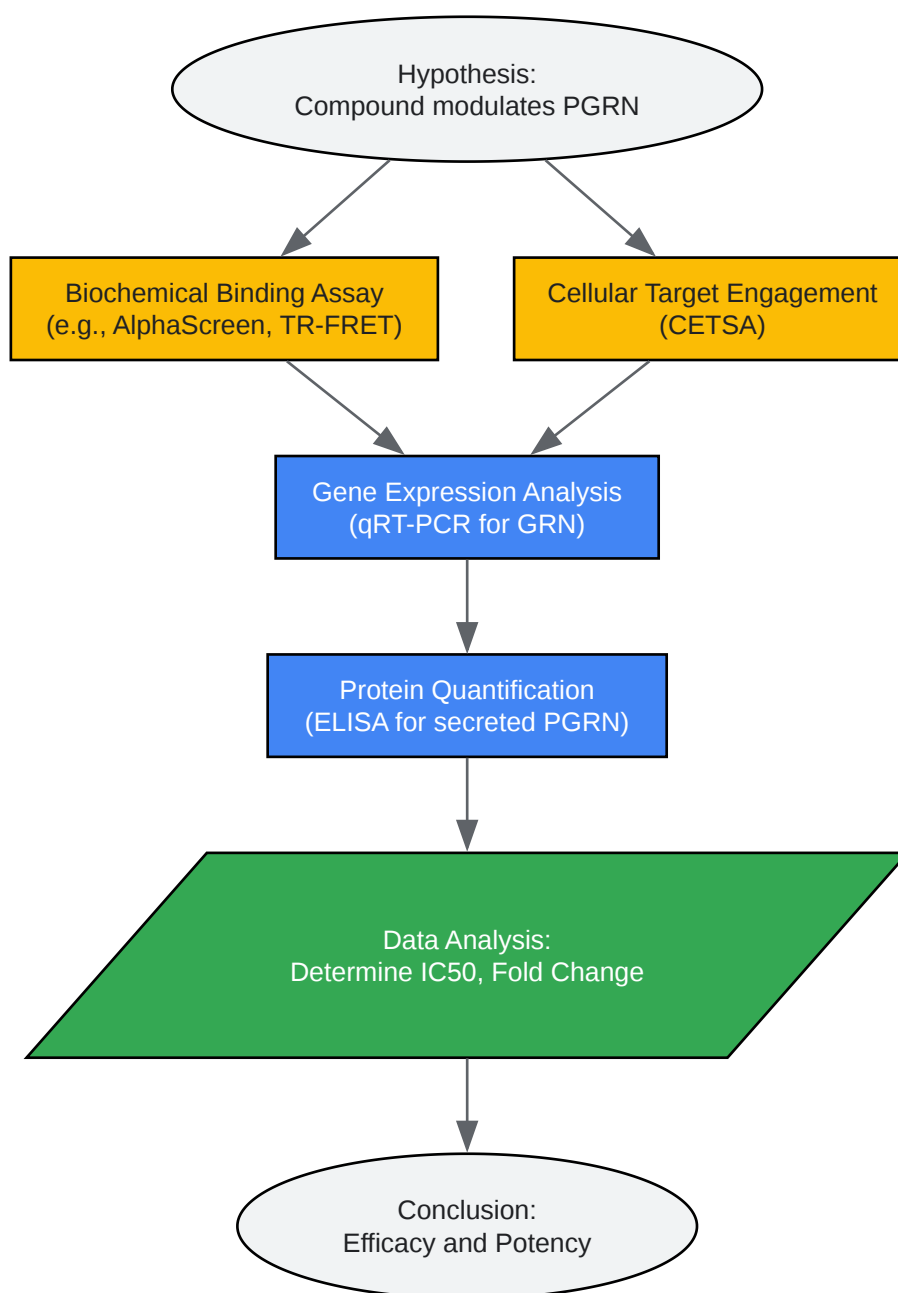 Hypothesis:
Compound modulates PGRN
Biochemical Binding Assay
(e.g., AlphaScreen, TR-FRET)
Cellular Target Engagement
(CETSA)
Gene Expression Analysis
(qRT-PCR for GRN)
Protein Quantification
(ELISA for secreted PGRN)
Data Analysis:
Determine IC50, Fold Change
Conclusion:
Efficacy and Potency